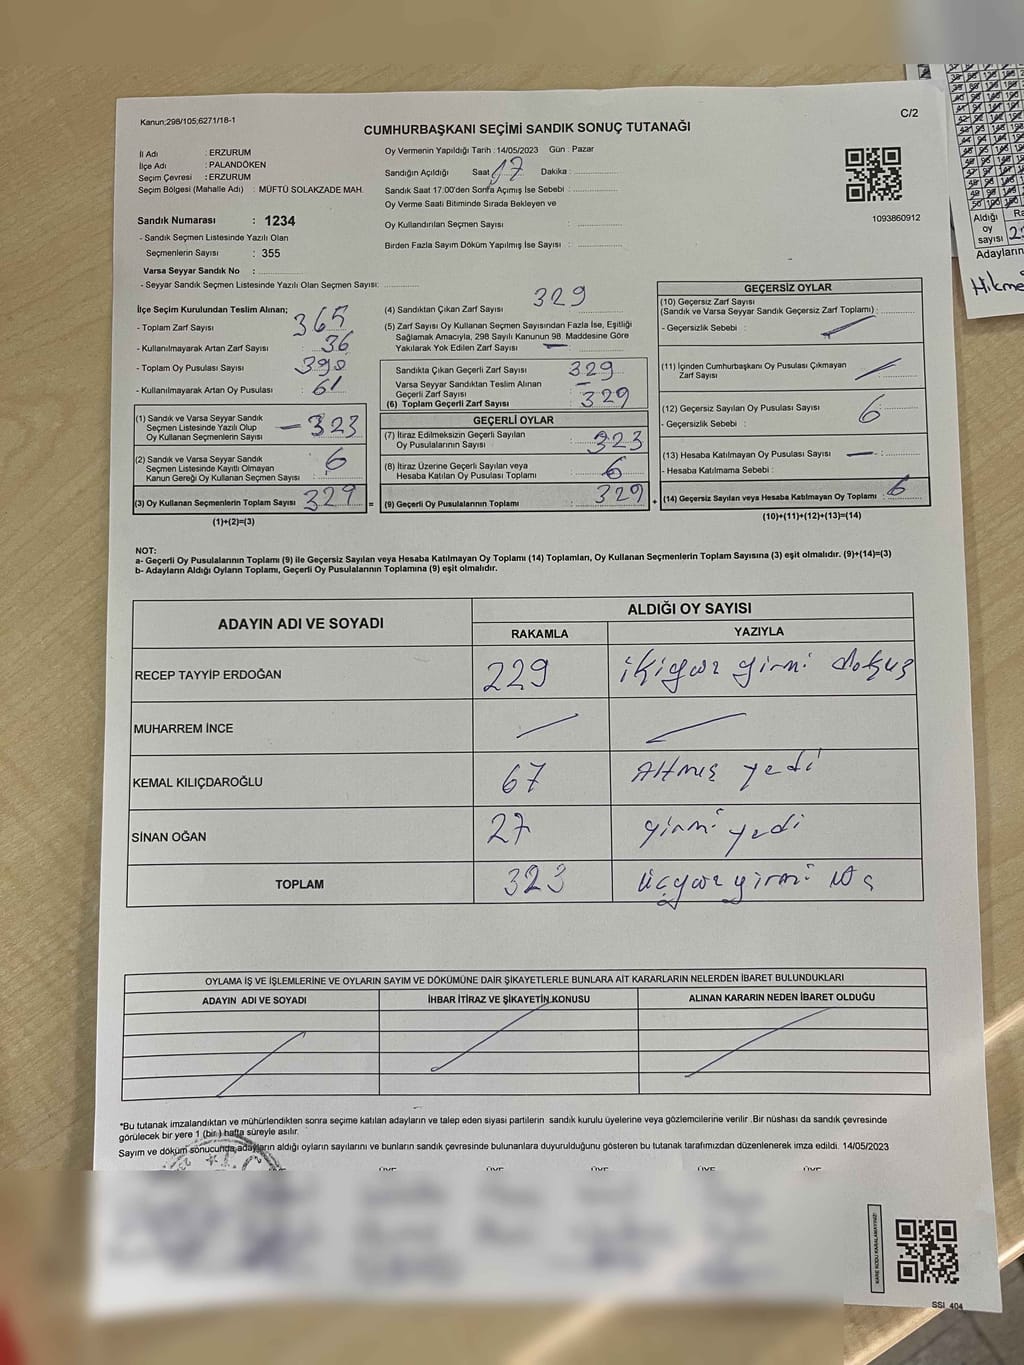 Kanun;298/105;6271/18-1
C/2
CUMHURBAŞKANI SEÇİMİ SANDIK SONUÇ TUTANAĞI
İl Adı : ERZURUM
İlçe Adı : PALANDÖKEN
Seçim Çevresi : ERZURUM
Seçim Bölgesi (Mahalle Adı) : MÜFTÜ SOLAKZADE MAH.
Sandık Numarası : 1234
- Sandık Seçmen Listesinde Yazılı Olan
Seçmenlerin Sayısı : 355
Varsa Seyyar Sandık No :
- Seyyar Sandık Seçmen Listesinde Yazılı Olan Seçmen Sayısı:
Oy Vermenin Yapıldığı Tarih : 14/05/2023 Gün : Pazar
Sandığın Açıldığı Saat : 17 Dakika :
Sandık Saat 17:00'den Sonra Açımış İse Sebebi :
Oy Verme Saati Bitiminde Sırada Bekleyen ve
Oy Kullandırılan Seçmen Sayısı :
Birden Fazla Sayım Döküm Yapılmış İse Sayısı :
1093860912
İlçe Seçim Kurulundan Teslim Alınan;
- Toplam Zarf Sayısı 365
- Kullanılmayarak Artan Zarf Sayısı 36
- Toplam Oy Pusulası Sayısı 390
- Kullanılmayarak Artan Oy Pusulası 61
(1) Sandık ve Varsa Seyyar Sandık
Seçmen Listesinde Yazılı Olup
Oy Kullanan Seçmenlerin Sayısı - 323
(2) Sandık ve Varsa Seyyar Sandık
Seçmen Listesinde Kayıtlı Olmayan
Kanun Gereği Oy Kullanan Seçmen Sayısı : 6
(3) Oy Kullanan Seçmenlerin Toplam Sayısı 329 =
(1)+(2)=(3)
(4) Sandıktan Çıkan Zarf Sayısı 329
(5) Zarf Sayısı Oy Kullanan Seçmen Sayısından Fazla İse, Eşitliği
Sağlamak Amacıyla, 298 Sayılı Kanunun 98. Maddesine Göre
Yakılarak Yok Edilen Zarf Sayısı —
Sandıkta Çıkan Geçerli Zarf Sayısı 329
Varsa Seyyar Sandıktan Teslim Alınan
Geçerli Zarf Sayısı : —
(6) Toplam Geçerli Zarf Sayısı 329
GEÇERLİ OYLAR
(7) İtiraz Edilmeksizin Geçerli Sayılan
Oy Pusulalarının Sayısı : 323
(8) İtiraz Üzerine Geçerli Sayılan veya
Hesaba Katılan Oy Pusulası Toplamı : 6
(9) Geçerli Oy Pusulalarının Toplamı : 329 +
GEÇERSİZ OYLAR
(10) Geçersiz Zarf Sayısı
(Sandık ve Varsa Seyyar Sandık Geçersiz Zarf Toplamı) :
- Geçersizlik Sebebi :
(11) İçinden Cumhurbaşkanı Oy Pusulası Çıkmayan
Zarf Sayısı :
(12) Geçersiz Sayılan Oy Pusulası Sayısı : 6
- Geçersizlik Sebebi :
(13) Hesaba Katılmayan Oy Pusulası Sayısı — :
- Hesaba Katılmama Sebebi :
(14) Geçersiz Sayılan veya Hesaba Katılmayan Oy Toplamı : 6
(10)+(11)+(12)+(13)=(14)
NOT:
a- Geçerli Oy Pusulalarının Toplamı (9) ile Geçersiz Sayılan veya Hesaba Katılmayan Oy Toplamı (14) Toplamları, Oy Kullanan Seçmenlerin Toplam Sayısına (3) eşit olmalıdır. (9)+(14)=(3)
b- Adayların Aldığı Oyların Toplamı, Geçerli Oy Pusulalarının Toplamına (9) eşit olmalıdır.
ADAYIN ADI VE SOYADI
ALDIĞI OY SAYISI
RAKAMLA YAZIYLA
RECEP TAYYİP ERDOĞAN 229 ikiyüz yirmi dokuz
MUHARREM İNCE
KEMAL KILIÇDAROĞLU 67 Altmış yedi
SİNAN OĞAN 27 yirmi yedi
TOPLAM 323 üçyüz yirmi üç
OYLAMA İŞ VE İŞLEMLERİNE VE OYLARIN SAYIM VE DÖKÜMÜNE DAİR ŞİKAYETLERLE BUNLARA AİT KARARLARIN NELERDEN İBARET BULUNDUKLARI
ADAYIN ADI VE SOYADI İHBAR İTİRAZ VE ŞİKAYETİN KONUSU ALINAN KARARIN NEDEN İBARET OLDUĞU
*Bu tutanak imzalandıktan ve mühürlendikten sonra seçime katılan adayların ve talep eden siyasi partilerin sandık kurulu üyelerine veya gözlemcilerine verilir .Bir nüshası da sandık çevresinde
görülecek bir yere 1 (bir ) hafta süreyle asılır.
Sayım ve döküm sonucunda,adayların aldığı oyların sayılarını ve bunların sandık çevresinde bulunanlara duyurulduğunu gösteren bu tutanak tarafımızdan düzenlenerek imza edildi. 14/05/2023
ÜYE ÜYE ÜYE ÜYE ÜYE
KARE KODU KARALAMAYINIZ!
SSI_404
Aldığı
oy
sayısı
Adayların